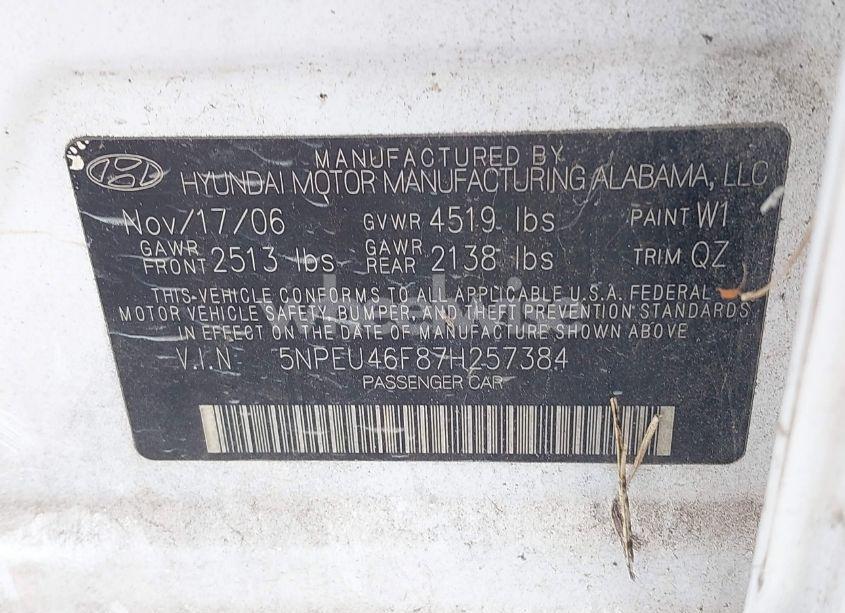 MANUFACTURED BY
HYUNDAI MOTOR MANUFACTURING ALABAMA, LLC
Nov/17/06 GVWR 4519 lbs PAINT W1
GAWR FRONT 2513 lbs GAWR REAR 2138 lbs TRIM QZ
THIS VEHICLE CONFORMS TO ALL APPLICABLE U.S.A. FEDERAL
MOTOR VEHICLE SAFETY, BUMPER, AND THEFT PREVENTION STANDARDS
IN EFFECT ON THE DATE OF MANUFACTURE SHOWN ABOVE
V.I.N 5NPEU46F87H257384
PASSENGER CAR